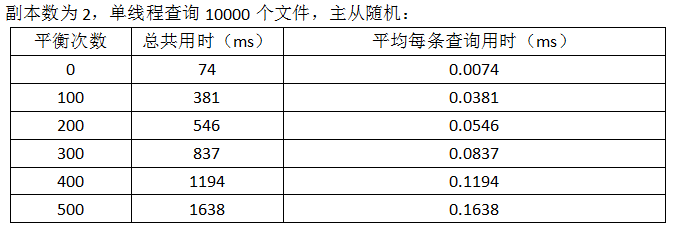 副本数为 2，单线程查询 10000 个文件，主从随机：
平衡次数 总共用时（ms） 平均每条查询用时（ms）
0 74 0.0074
100 381 0.0381
200 546 0.0546
300 837 0.0837
400 1194 0.1194
500 1638 0.1638